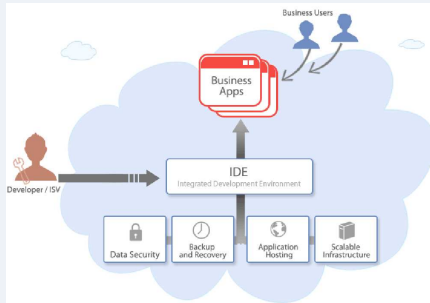 Business Users
Business
Apps
IDE
Integrated Development Environment
Developer / ISV
Data Security
Backup
and Recovery
Application
Hosting
Scalable
Infrastructure